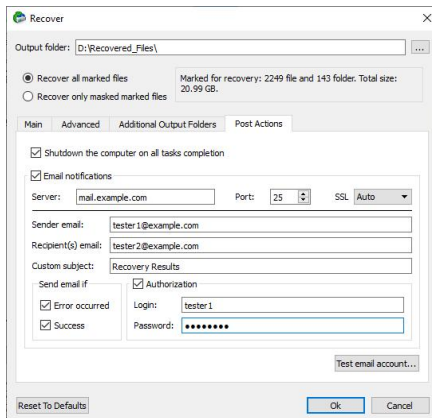 Recover
Output folder: D:\Recovered_Files\ ...
Recover all marked files
Recover only masked marked files
Marked for recovery: 2249 file and 143 folder. Total size:
20.99 GB.
Main Advanced Additional Output Folders Post Actions
Shutdown the computer on all tasks completion
Email notifications
Server: mail.example.com Port: 25 SSL Auto
Sender email: tester1@example.com
Recipient(s) email: tester2@example.com
Custom subject: Recovery Results
Send email if
Error occurred
Success
Authorization
Login: tester1
Password: ●●●●●●●●
Test email account...
Reset To Defaults Ok Cancel